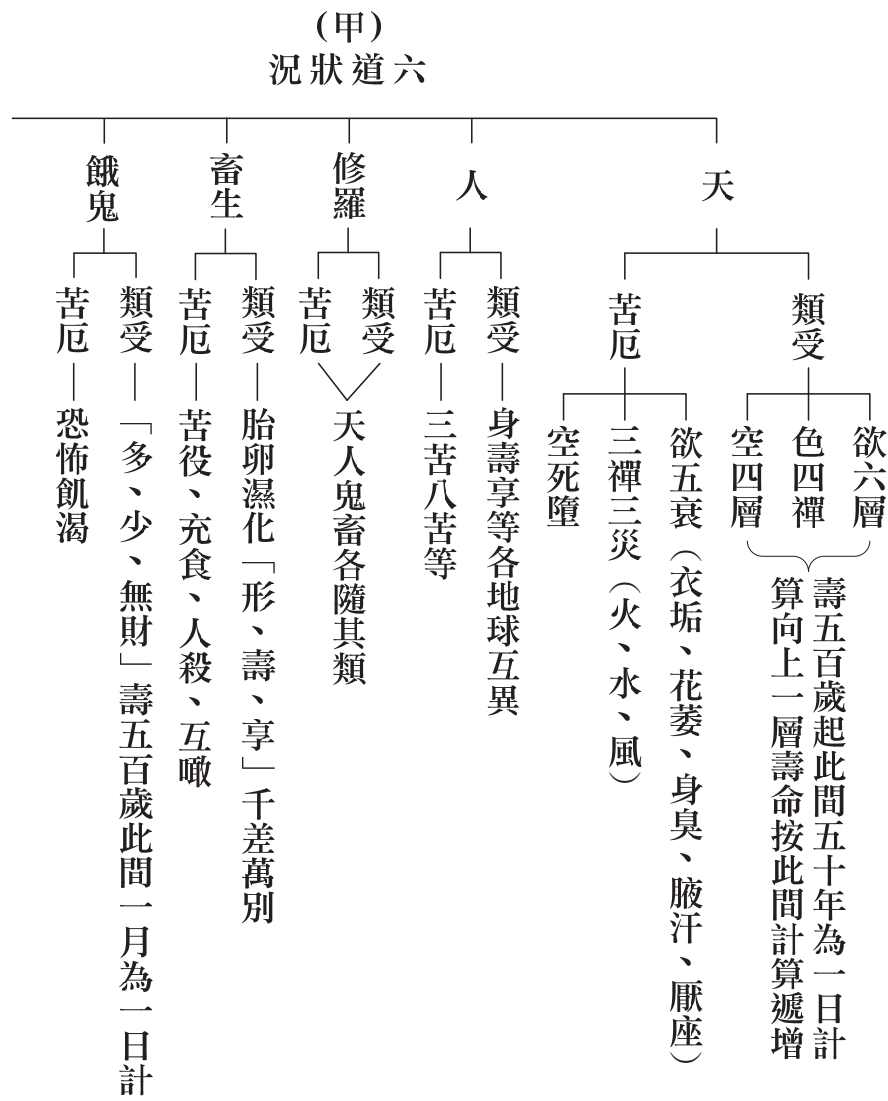 (甲)
六道狀況
天
類受
欲六層
色四禪
空四層
壽五百歲起此間五十年為一日計
算向上一層壽命按此間計算遞增
苦厄
欲五衰（衣垢、花萎、身臭、腋汗、厭座）
三禪三災（火、水、風）
空死墮
人
類受
身壽享等各地球互異
苦厄
三苦八苦等
修羅
類受
苦厄
天人鬼畜各隨其類
畜生
類受
胎卵濕化「形、壽、享」千差萬別
苦厄
苦役、充食、人殺、互噉
餓鬼
類受
「多、少、無財」壽五百歲此間一月為一日計
苦厄
恐怖飢渴